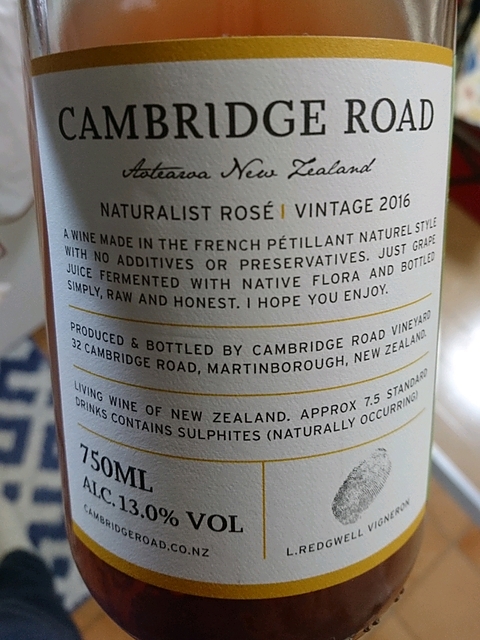 CAMBRIDGE ROAD
Aotearoa New Zealand
NATURALIST ROSÉ | VINTAGE 2016
A WINE MADE IN THE FRENCH PÉTILLANT NATUREL STYLE
WITH NO ADDITIVES OR PRESERVATIVES. JUST GRAPE
JUICE FERMENTED WITH NATIVE FLORA AND BOTTLED
SIMPLY, RAW AND HONEST. I HOPE YOU ENJOY.
PRODUCED & BOTTLED BY CAMBRIDGE ROAD VINEYARD
32 CAMBRIDGE ROAD, MARTINBOROUGH, NEW ZEALAND.
LIVING WINE OF NEW ZEALAND. APPROX 7.5 STANDARD
DRINKS CONTAINS SULPHITES (NATURALLY OCCURRING)
750ML
ALC. 13.0% VOL
CAMBRIDGEROAD.CO.NZ
L.REDGWELL VIGNERON